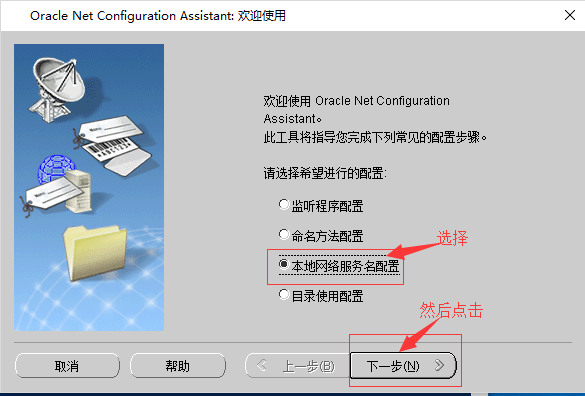 Oracle Net Configuration Assistant: 欢迎使用
欢迎使用 Oracle Net Configuration
Assistant。
此工具将指导您完成下列常见的配置步骤。
请选择希望进行的配置:
监听程序配置
命名方法配置
选择
本地网络服务名配置
目录使用配置
然后点击
取消
帮助
上一步(B)
下一步(N)